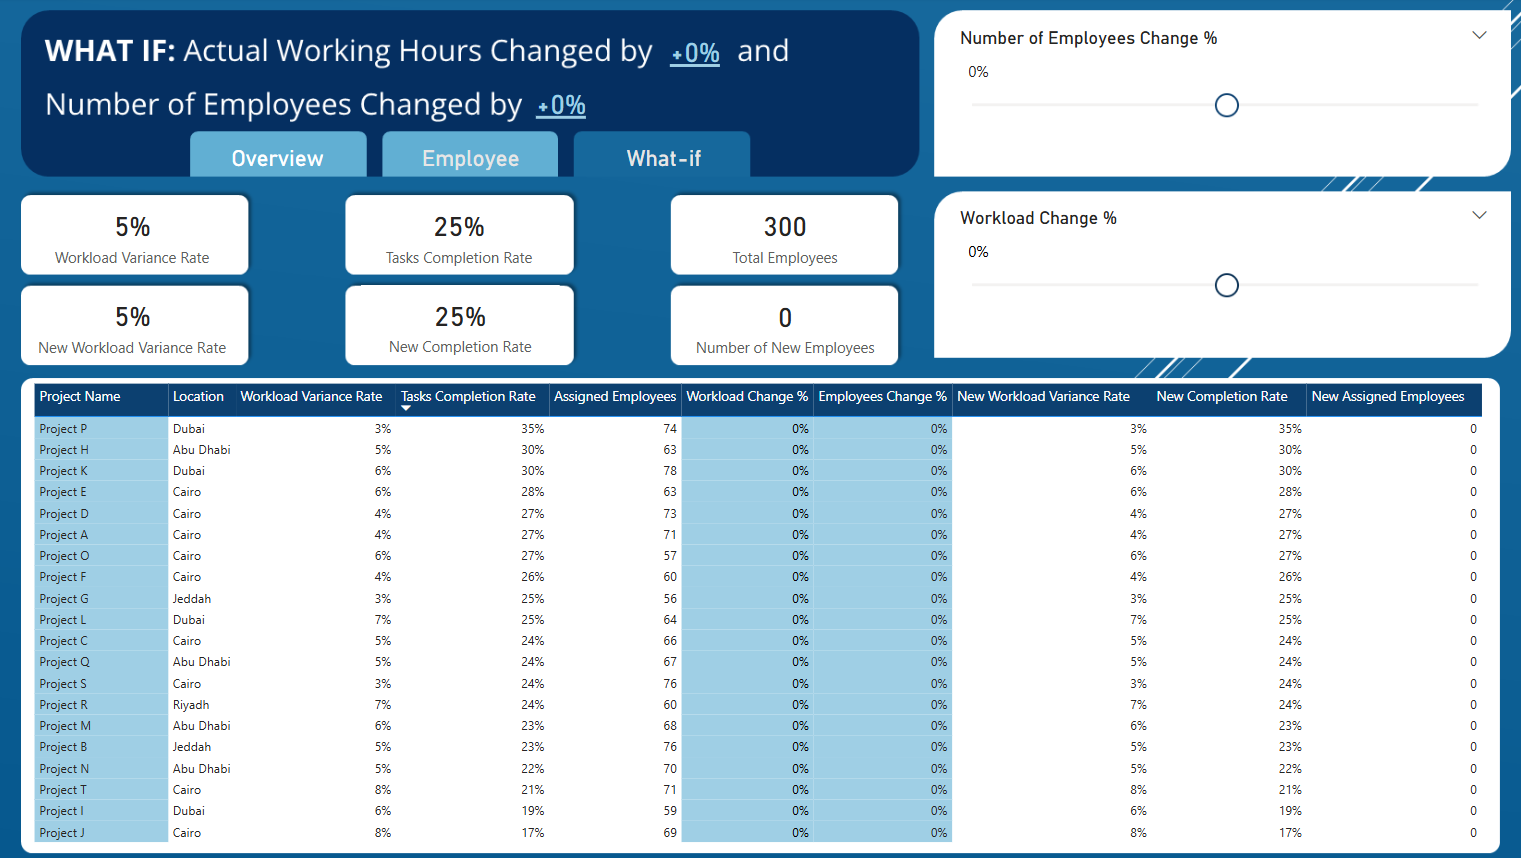 WHAT IF: Actual Working Hours Changed by +0% and
Number of Employees Changed by +0%
Overview Employee What-if
Number of Employees Change %
0%
Workload Change %
0%
5%
Workload Variance Rate
25%
Tasks Completion Rate
300
Total Employees
5%
New Workload Variance Rate
25%
New Completion Rate
0
Number of New Employees
Project Name Location Workload Variance Rate Tasks Completion Rate Assigned Employees Workload Change % Employees Change % New Workload Variance Rate New Completion Rate New Assigned Employees
Project P Dubai 3% 35% 74 0% 0% 3% 35% 0
Project H Abu Dhabi 5% 30% 63 0% 0% 5% 30% 0
Project K Dubai 6% 30% 78 0% 0% 6% 30% 0
Project E Cairo 6% 28% 63 0% 0% 6% 28% 0
Project D Cairo 4% 27% 73 0% 0% 4% 27% 0
Project A Cairo 4% 27% 71 0% 0% 4% 27% 0
Project O Cairo 6% 27% 57 0% 0% 6% 27% 0
Project F Cairo 4% 26% 60 0% 0% 4% 26% 0
Project G Jeddah 3% 25% 56 0% 0% 3% 25% 0
Project L Dubai 7% 25% 64 0% 0% 7% 25% 0
Project C Cairo 5% 24% 66 0% 0% 5% 24% 0
Project Q Abu Dhabi 5% 24% 67 0% 0% 5% 24% 0
Project S Cairo 3% 24% 76 0% 0% 3% 24% 0
Project R Riyadh 7% 24% 60 0% 0% 7% 24% 0
Project M Abu Dhabi 6% 23% 68 0% 0% 6% 23% 0
Project B Jeddah 5% 23% 76 0% 0% 5% 23% 0
Project N Abu Dhabi 5% 22% 70 0% 0% 5% 22% 0
Project T Cairo 8% 21% 71 0% 0% 8% 21% 0
Project I Dubai 6% 19% 59 0% 0% 6% 19% 0
Project J Cairo 8% 17% 69 0% 0% 8% 17% 0